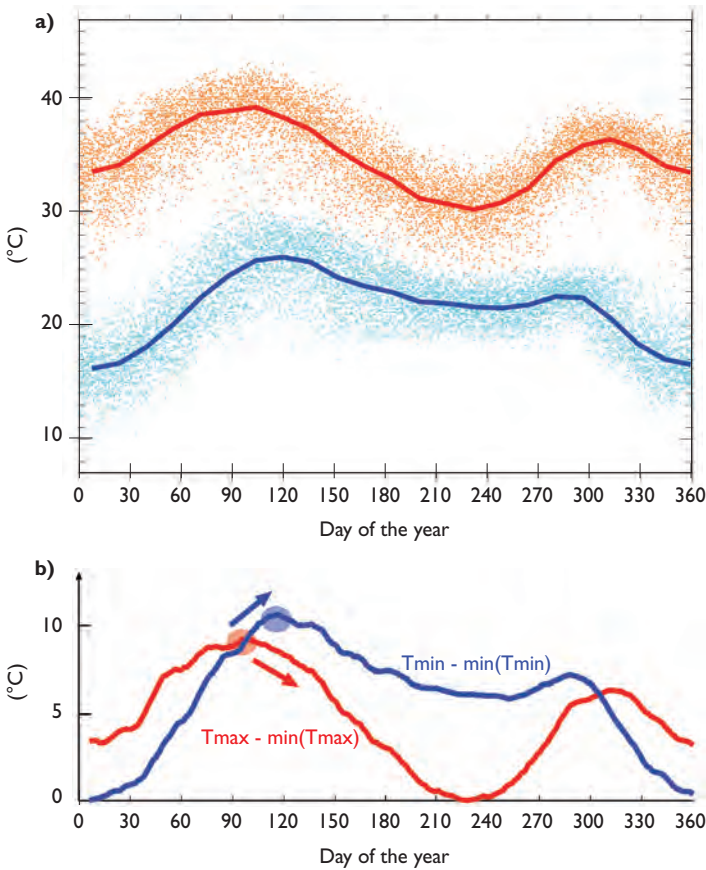 a)
40
30
20
10
(°C)
0 30 60 90 120 150 180 210 240 270 300 330 360
Day of the year
b)
10
5
0
(°C)
Tmin - min(Tmin)
Tmax - min(Tmax)
0 30 60 90 120 150 180 210 240 270 300 330 360
Day of the year